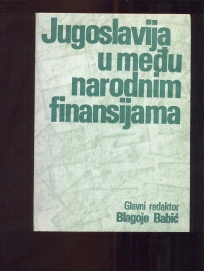 Jugoslavija
u među
narodnim
finansijama
Glavni redaktor
Blagoje Babić